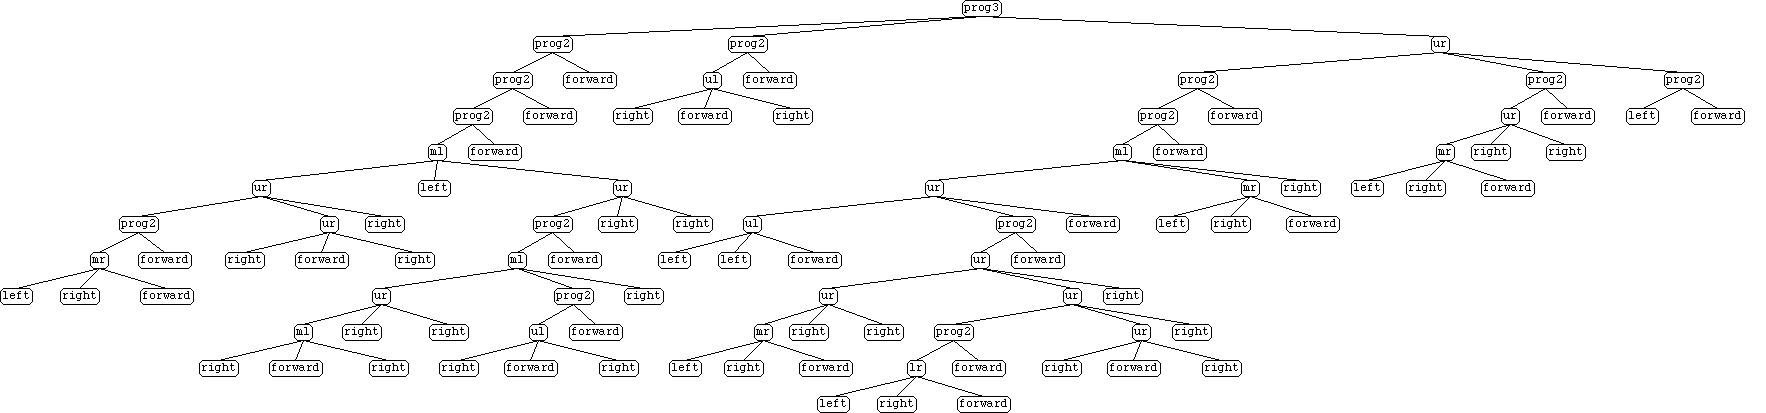 prog3
prog2 prog2 ur
prog2 forward ul forward prog2 prog2 prog2
prog2 forward right forward right prog2 forward ur forward left forward
ml forward ml forward mr right right
ur left ur ur mr right left right forward
prog2 ur right prog2 right right ul prog2 forward left right forward
mr forward right forward right ml forward left left forward ur forward
left right forward ur prog2 right ur ur right
ml right right ul forward mr right right prog2 ur right
right forward right right forward right left right forward lr forward right forward right
left right forward